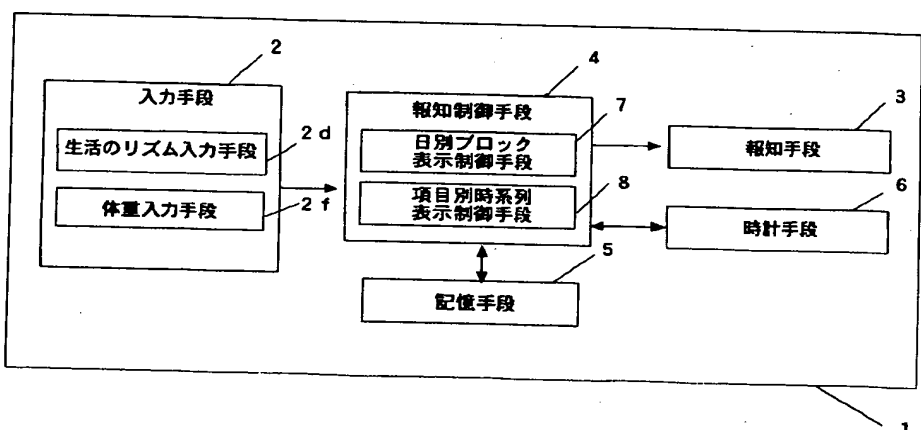 2
入力手段
生活のリズム入力手段
2d
体重入力手段
2f
4
報知制御手段
7
日別ブロック
表示制御手段
8
項目別時系列
表示制御手段
3
報知手段
6
時計手段
5
記憶手段
1